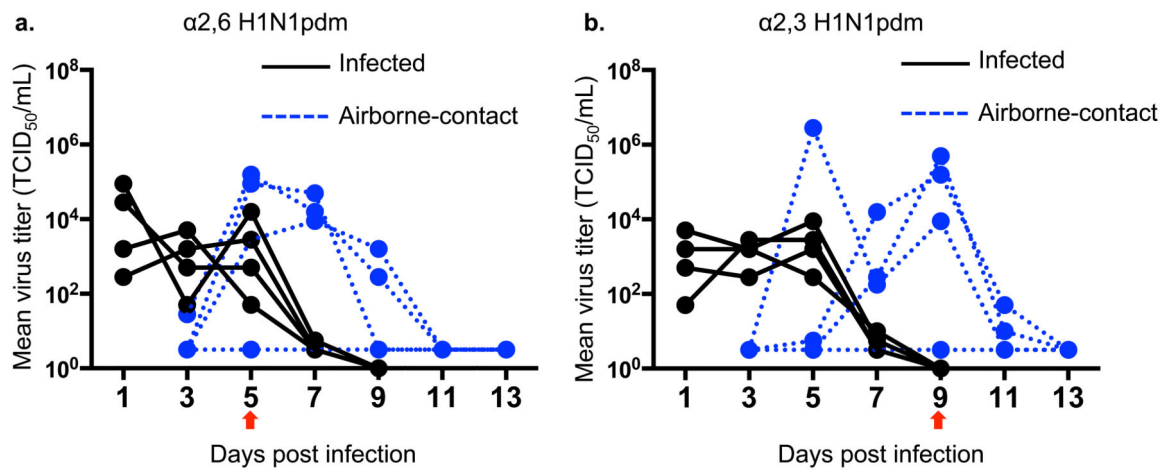 a.
α2,6 H1N1pdm
Infected
Airborne-contact
Mean virus titer (TCID₅₀/mL)
10⁸
10⁶
10⁴
10²
10⁰
1 3 5 7 9 11 13
Days post infection
b.
α2,3 H1N1pdm
Infected
Airborne-contact
Mean virus titer (TCID₅₀/mL)
10⁸
10⁶
10⁴
10²
10⁰
1 3 5 7 9 11 13
Days post infection